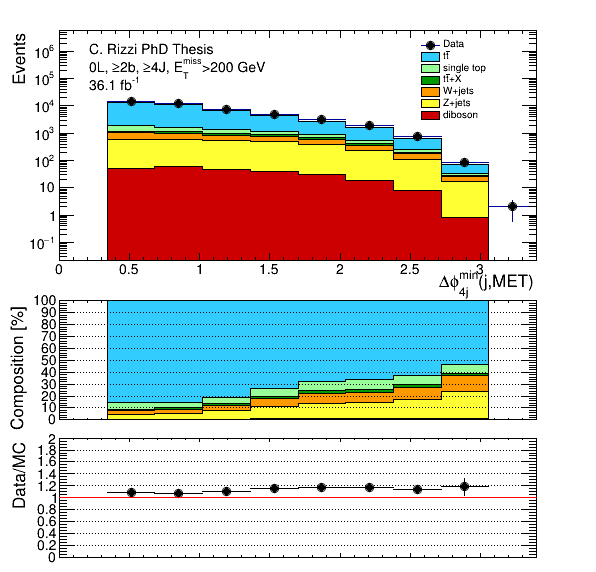 Events
C. Rizzi PhD Thesis
0L, ≥2b, ≥4J, E_T^miss>200 GeV
36.1 fb⁻¹
Data
tt̄
single top
tt̄+X
W+jets
Z+jets
diboson
10⁶
10⁵
10⁴
10³
10²
10
1
10⁻¹
0 0.5 1 1.5 2 2.5 3
Δϕ_4j^min(j,MET)
Composition [%]
100
90
80
70
60
50
40
30
20
10
0
Data/MC
2
1.8
1.6
1.4
1.2
1
0.8
0.6
0.4
0.2
0